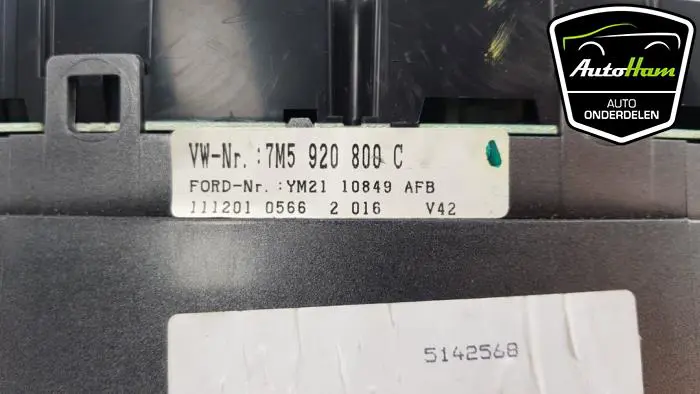 AutoHam
AUTO
ONDERDELEN
VW-Nr.:7M5 920 800 C
FORD-Nr.:YM21 10849 AFB
111201 0566 2 016 V42
5142568